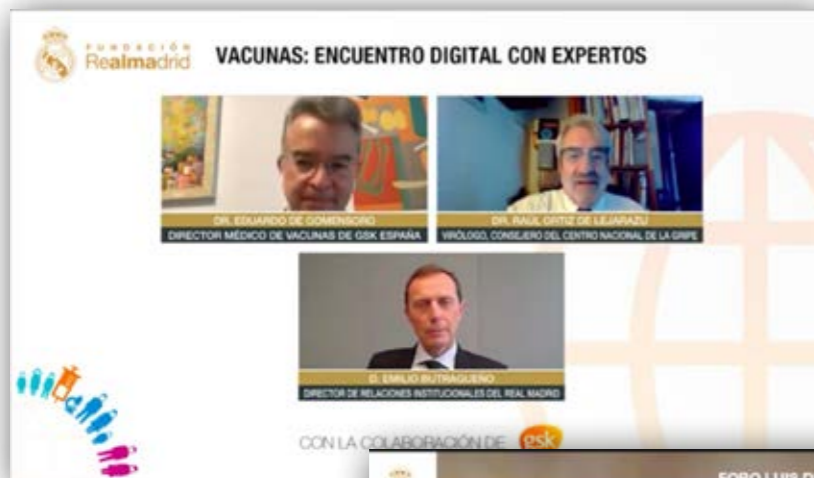 FUNDACIÓN
Realmadrid
VACUNAS: ENCUENTRO DIGITAL CON EXPERTOS
DR. EDUARDO DE GOMENSORO
DIRECTOR MÉDICO DE VACUNAS DE GSK ESPAÑA
DR. RAÚL ORTIZ DE LEJARAZU
VIRÓLOGO, CONSEJERO DEL CENTRO NACIONAL DE LA GRIPE
D. EMILIO BUTRAGUEÑO
DIRECTOR DE RELACIONES INSTITUCIONALES DEL REAL MADRID
CON LA COLABORACIÓN DE gsk
FORO LUIS D